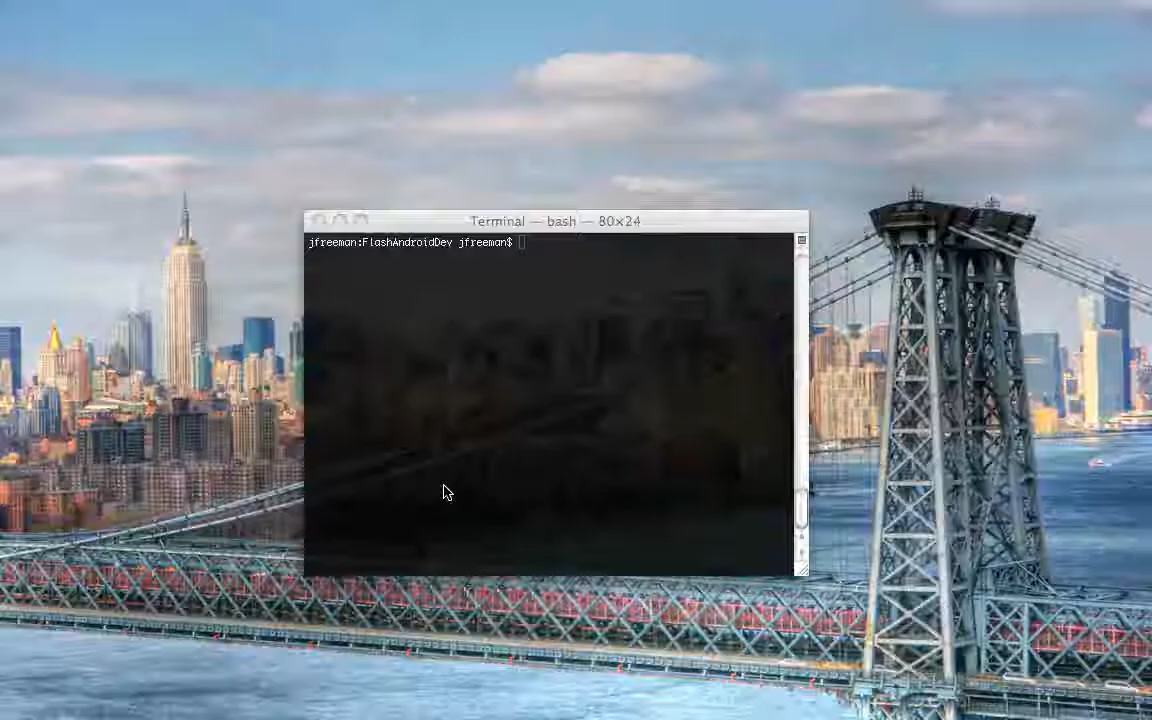 Terminal — bash — 80×24
jfreeman:FlashAndroidDev jfreeman$